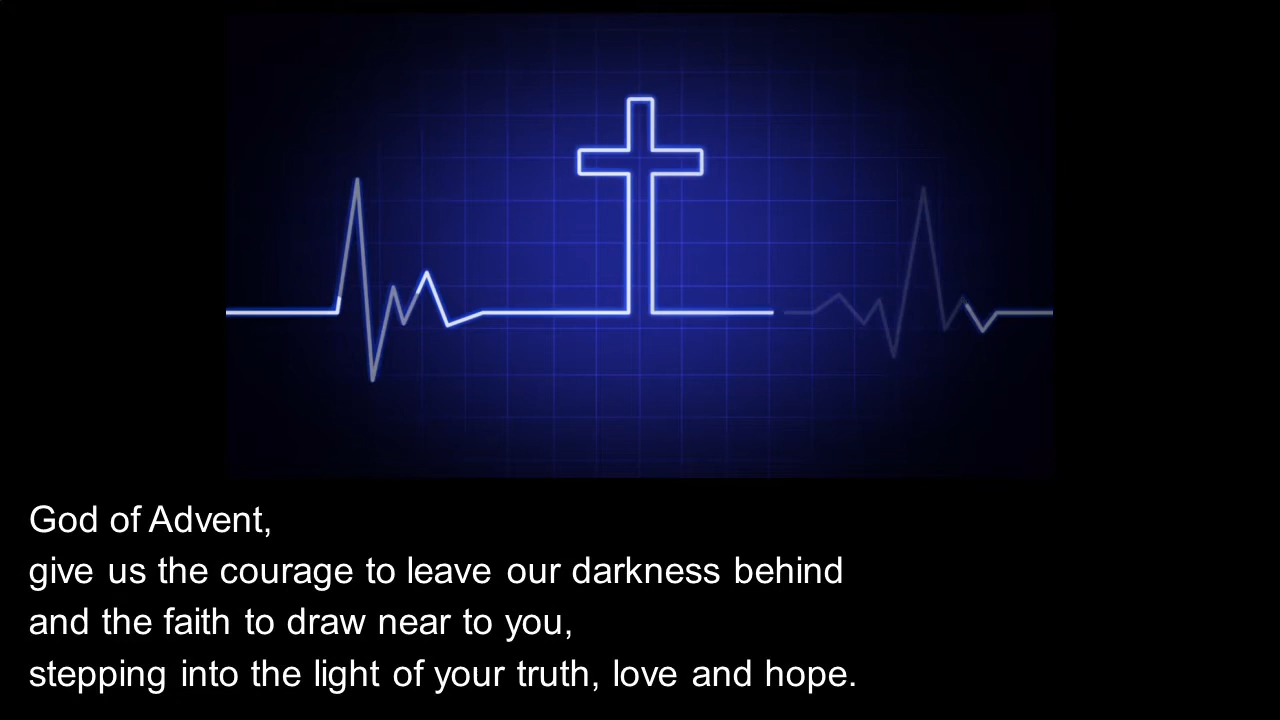 God of Advent,
give us the courage to leave our darkness behind
and the faith to draw near to you,
stepping into the light of your truth, love and hope.